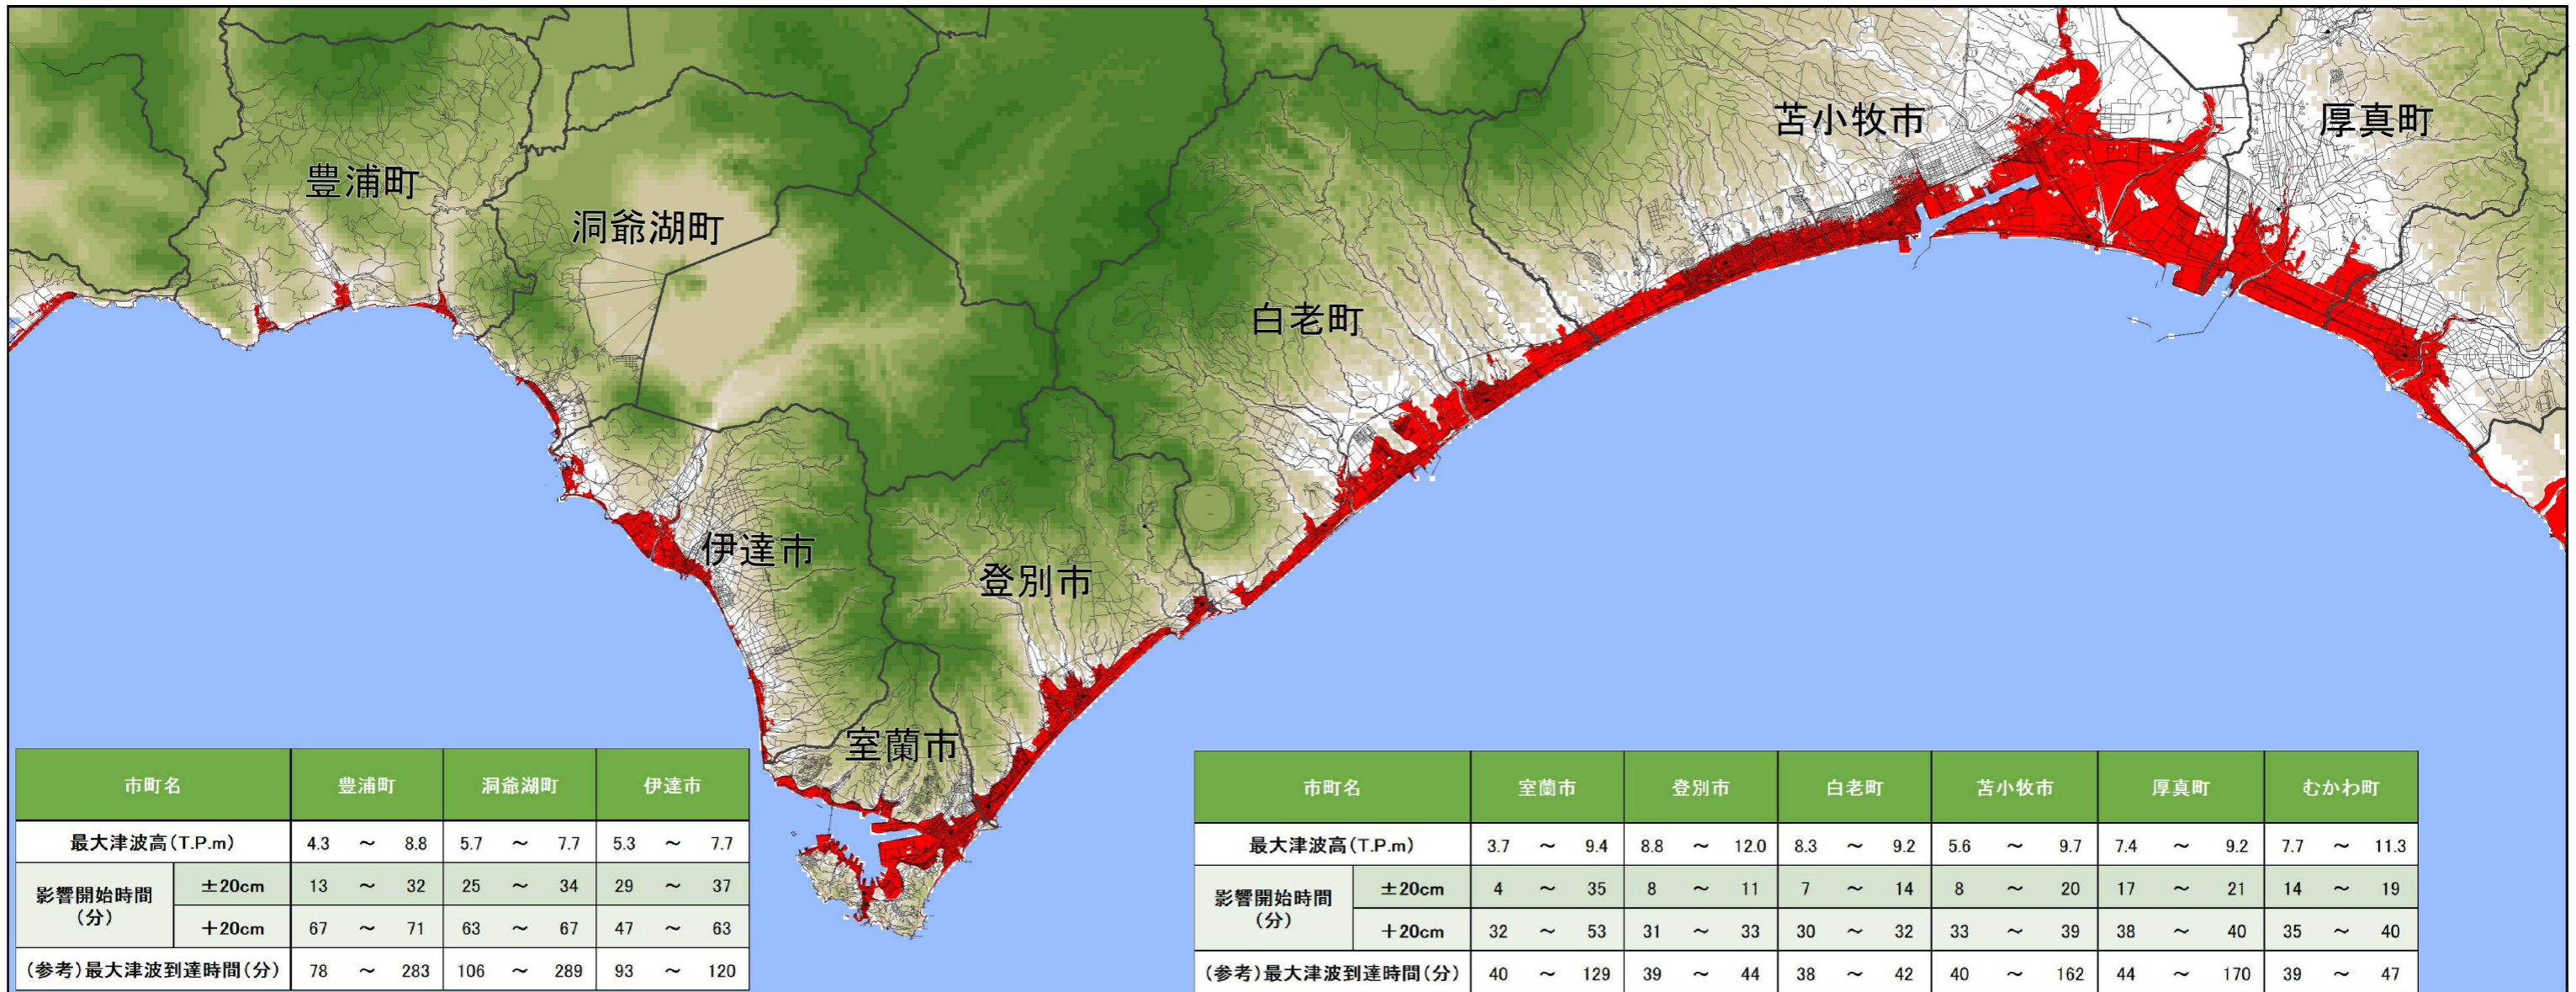 苫小牧市
厚真町
豊浦町
洞爺湖町
白老町
伊達市
登別市
室蘭市
市町名 豊浦町 洞爺湖町 伊達市
最大津波高(T.P.m) 4.3 ～ 8.8 5.7 ～ 7.7 5.3 ～ 7.7
影響開始時間(分) ±20cm 13 ～ 32 25 ～ 34 29 ～ 37
+20cm 67 ～ 71 63 ～ 67 47 ～ 63
(参考)最大津波到達時間(分) 78 ～ 283 106 ～ 289 93 ～ 120
市町名 室蘭市 登別市 白老町 苫小牧市 厚真町 むかわ町
最大津波高(T.P.m) 3.7 ～ 9.4 8.8 ～ 12.0 8.3 ～ 9.2 5.6 ～ 9.7 7.4 ～ 9.2 7.7 ～ 11.3
影響開始時間(分) ±20cm 4 ～ 35 8 ～ 11 7 ～ 14 8 ～ 20 17 ～ 21 14 ～ 19
+20cm 32 ～ 53 31 ～ 33 30 ～ 32 33 ～ 39 38 ～ 40 35 ～ 40
(参考)最大津波到達時間(分) 40 ～ 129 39 ～ 44 38 ～ 42 40 ～ 162 44 ～ 170 39 ～ 47